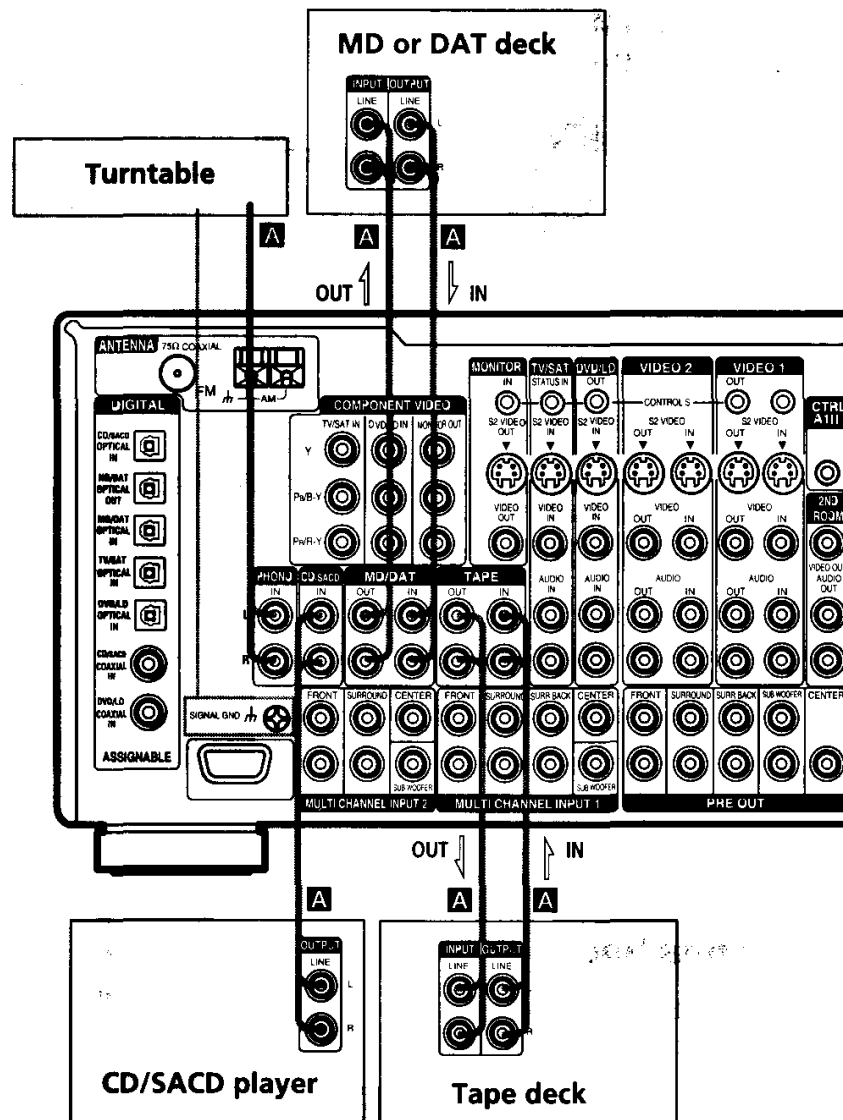 MD or DAT deck
INPUT OUTPUT
LINE LINE
L
R
Turntable
A A A
OUT IN
ANTENNA 75Ω COAXIAL
FM
AM
DIGITAL
CD/SACD OPTICAL IN
MD/DAT OPTICAL OUT
MD/DAT OPTICAL IN
TV/SAT OPTICAL IN
DVD/LD OPTICAL IN
CD/SACD COAXIAL IN
DVD/LD COAXIAL IN
ASSIGNABLE
COMPONENT VIDEO
TV/SAT IN DVD/LD IN MONITOR OUT
Y
PB/B-Y
PR/R-Y
MONITOR TV/SAT DVD/LD VIDEO 2 VIDEO 1
IN STATUS IN OUT OUT
CONTROL S
CTRL A1II
S2 VIDEO OUT S2 VIDEO IN S2 VIDEO IN S2 VIDEO S2 VIDEO
OUT IN OUT IN
VIDEO OUT VIDEO IN VIDEO IN VIDEO VIDEO
OUT IN OUT IN
2ND ROOM
VIDEO OUT
AUDIO OUT
AUDIO IN AUDIO IN AUDIO AUDIO
OUT IN OUT IN
PHONO CD/SACD MD/DAT TAPE
IN IN OUT IN OUT IN
L
R
SIGNAL GND
FRONT SURROUND CENTER FRONT SURROUND SURR BACK CENTER FRONT SURROUND SURR BACK SUB WOOFER CENTER
SUB WOOFER SUB WOOFER
MULTI CHANNEL INPUT 2 MULTI CHANNEL INPUT 1 PRE OUT
OUT IN
A A A
OUTPUT
LINE
L
R
CD/SACD player
INPUT OUTPUT
LINE LINE
L
R
Tape deck